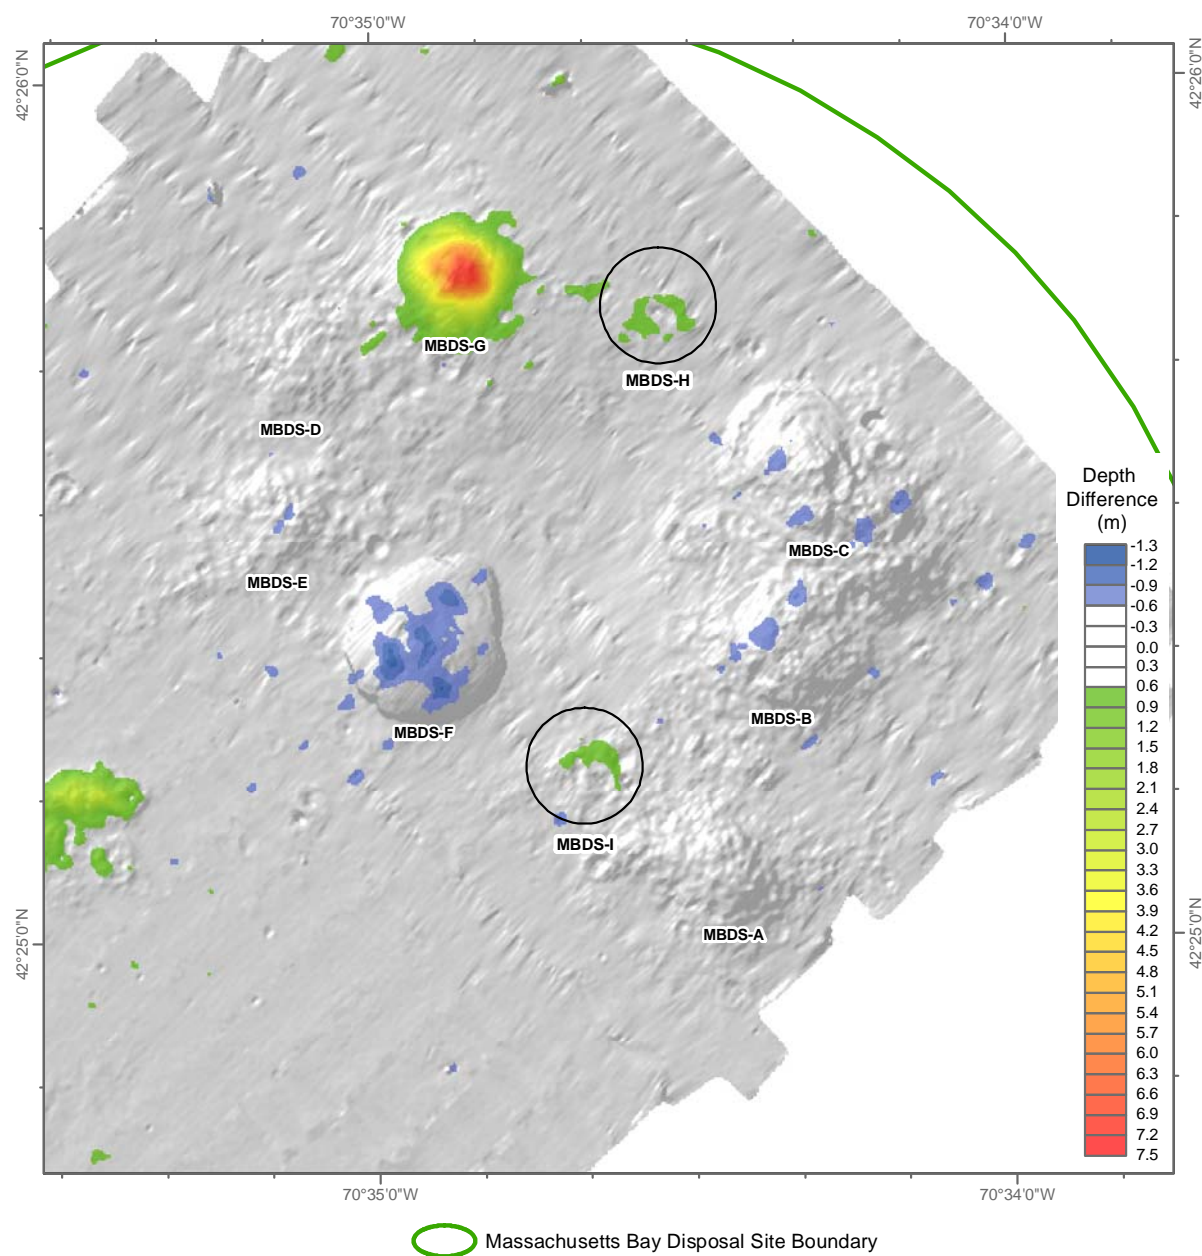 70°35'0"W
70°34'0"W
42°26'0"N
42°26'0"N
MBDS-G
MBDS-H
MBDS-D
MBDS-C
MBDS-E
MBDS-F
MBDS-B
MBDS-I
MBDS-A
Depth
Difference
(m)
-1.3
-1.2
-0.9
-0.6
-0.3
0.0
0.3
0.6
0.9
1.2
1.5
1.8
2.1
2.4
2.7
3.0
3.3
3.6
3.9
4.2
4.5
4.8
5.1
5.4
5.7
6.0
6.3
6.6
6.9
7.2
7.5
42°25'0"N
42°25'0"N
70°35'0"W
70°34'0"W
Massachusetts Bay Disposal Site Boundary